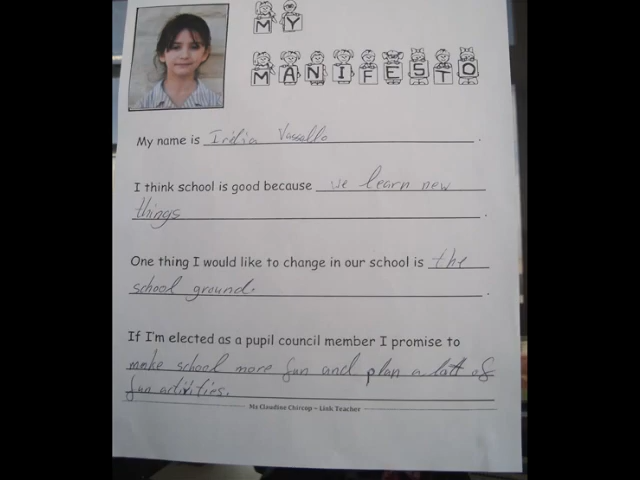 MY
MANIFESTO
My name is Irélia Vassallo.
I think school is good because we learn new
things.
One thing I would like to change in our school is the
school ground..
If I'm elected as a pupil council member I promise to
make school more fun and plan a lott of
fun activities.
Ms Claudine Chircop – Link Teacher